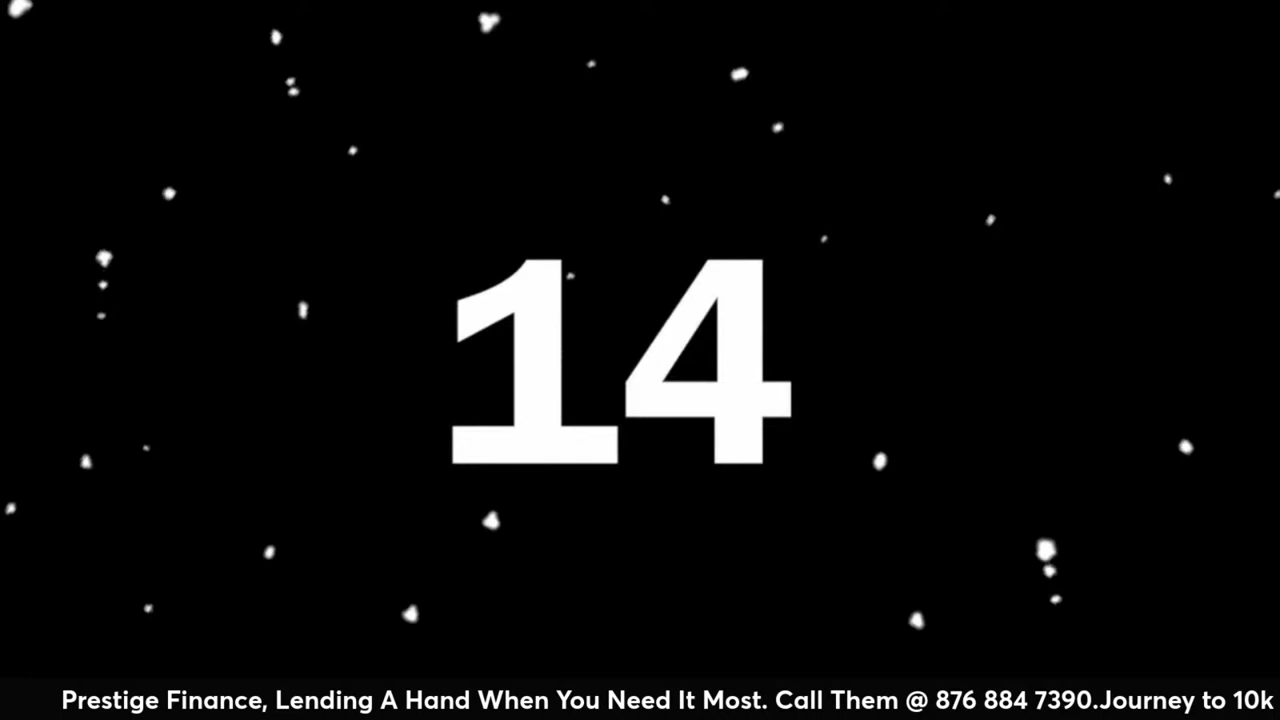 14
Prestige Finance, Lending A Hand When You Need It Most. Call Them @ 876 884 7390.Journey to 10k